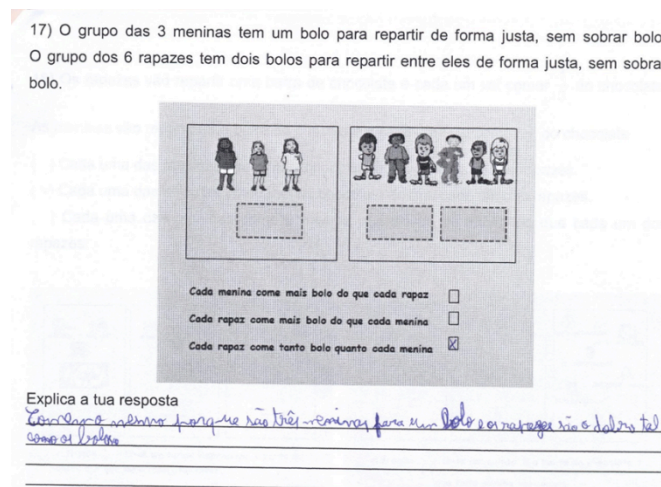 17) O grupo das 3 meninas tem um bolo para repartir de forma justa, sem sobrar bolo
O grupo dos 6 rapazes tem dois bolos para repartir entre eles de forma justa, sem sobra
bolo.
Cada menina come mais bolo do que cada rapaz
Cada rapaz come mais bolo do que cada menina
Cada rapaz come tanto bolo quanto cada menina
Explica a tua resposta
mesmo porque são três meninas para um bolo e os rapazes são o dobro tal
como os bolos